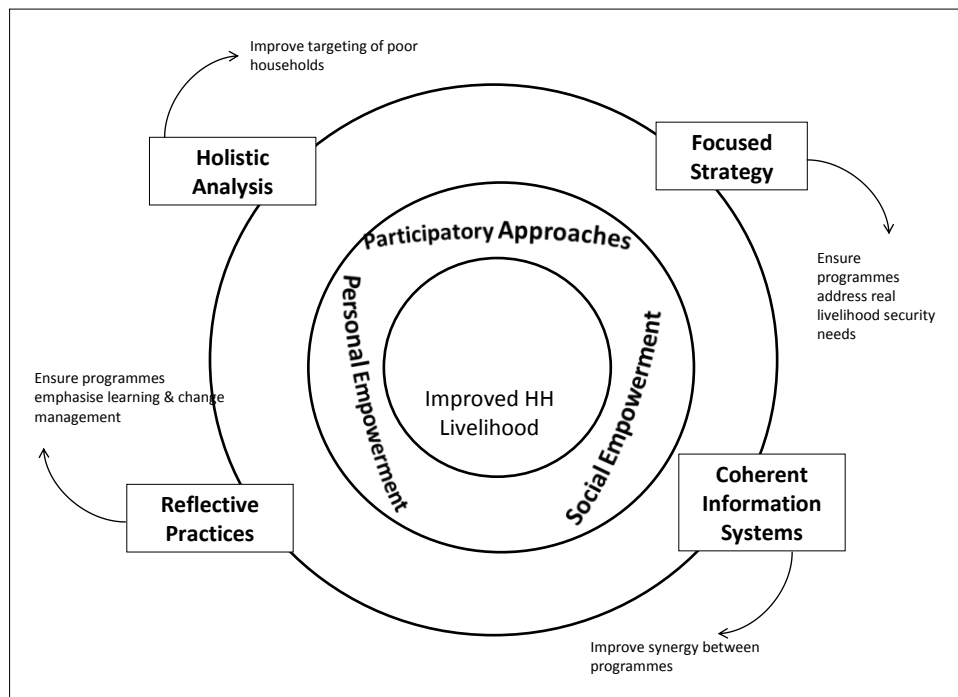 Improve targeting of poor
households
Holistic
Analysis
Focused
Strategy
Ensure
programmes
address real
livelihood security
needs
Participatory Approaches
Personal Empowerment
Social Empowerment
Improved HH
Livelihood
Ensure programmes
emphasise learning & change
management
Reflective
Practices
Coherent
Information
Systems
Improve synergy between
programmes